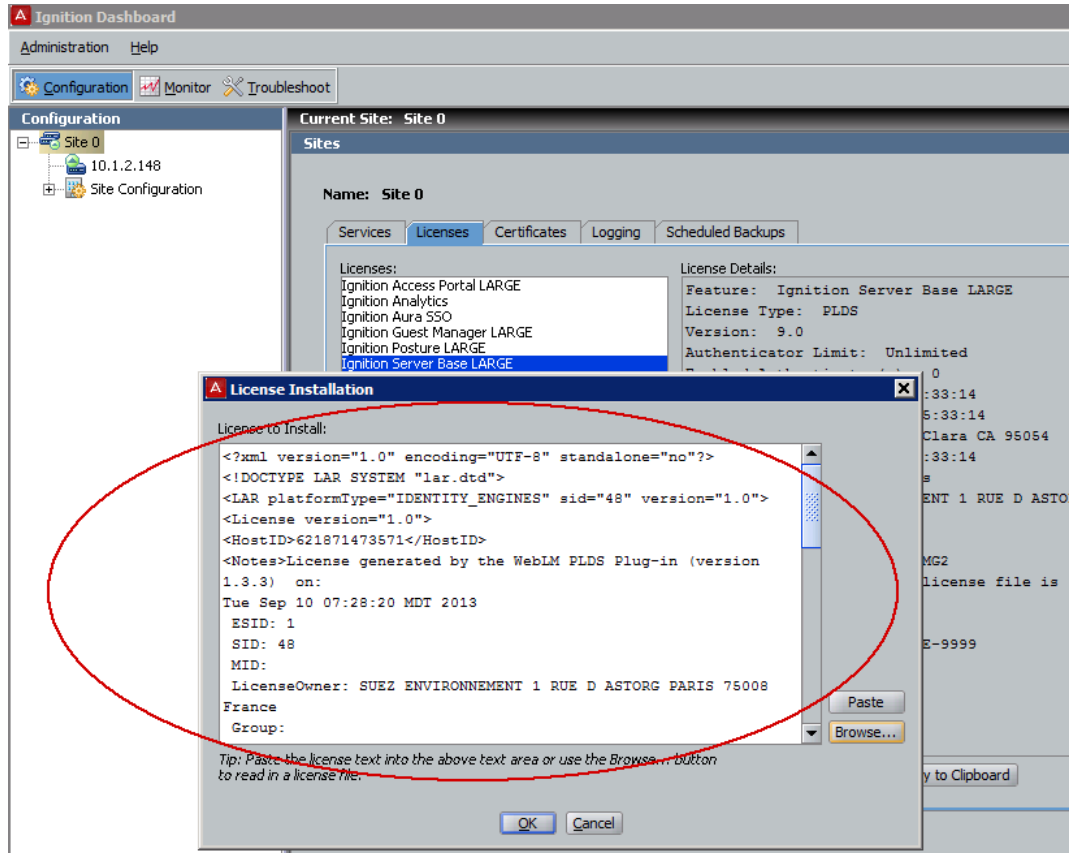 Ignition Dashboard
Administration Help
Configuration Monitor Troubleshoot
Configuration
Site 0
10.1.2.148
Site Configuration
Current Site: Site 0
Sites
Name: Site 0
Services Licenses Certificates Logging Scheduled Backups
Licenses:
Ignition Access Portal LARGE
Ignition Analytics
Ignition Aura SSO
Ignition Guest Manager LARGE
Ignition Posture LARGE
Ignition Server Base LARGE
License Details:
Feature: Ignition Server Base LARGE
License Type: PLDS
Version: 9.0
Authenticator Limit: Unlimited
0
:33:14
5:33:14
Clara CA 95054
:33:14
s
ENT 1 RUE D ASTO
MG2
license file is
E-9999
y to Clipboard
License Installation
License to Install:
<?xml version="1.0" encoding="UTF-8" standalone="no"?>
<!DOCTYPE LAR SYSTEM "lar.dtd">
<LAR platformType="IDENTITY_ENGINES" sid="48" version="1.0">
<License version="1.0">
<HostID>621871473571</HostID>
<Notes>License generated by the WebLM PLDS Plug-in (version
1.3.3) on:
Tue Sep 10 07:28:20 MDT 2013
ESID: 1
SID: 48
MID:
LicenseOwner: SUEZ ENVIRONNEMENT 1 RUE D ASTORG PARIS 75008
France
Group:
Paste
Browse...
Tip: Paste the license text into the above text area or use the Browse... button
to read in a license file.
OK Cancel